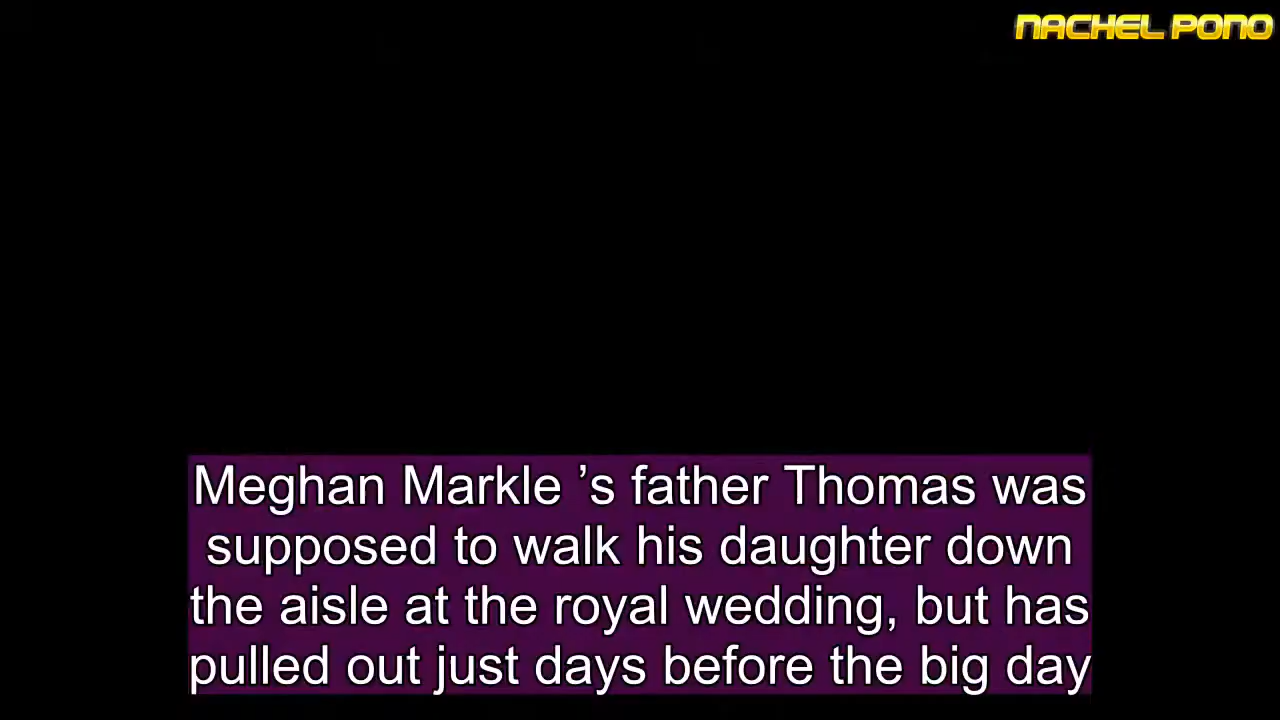 NACHEL PONO
Meghan Markle ’s father Thomas was
supposed to walk his daughter down
the aisle at the royal wedding, but has
pulled out just days before the big day